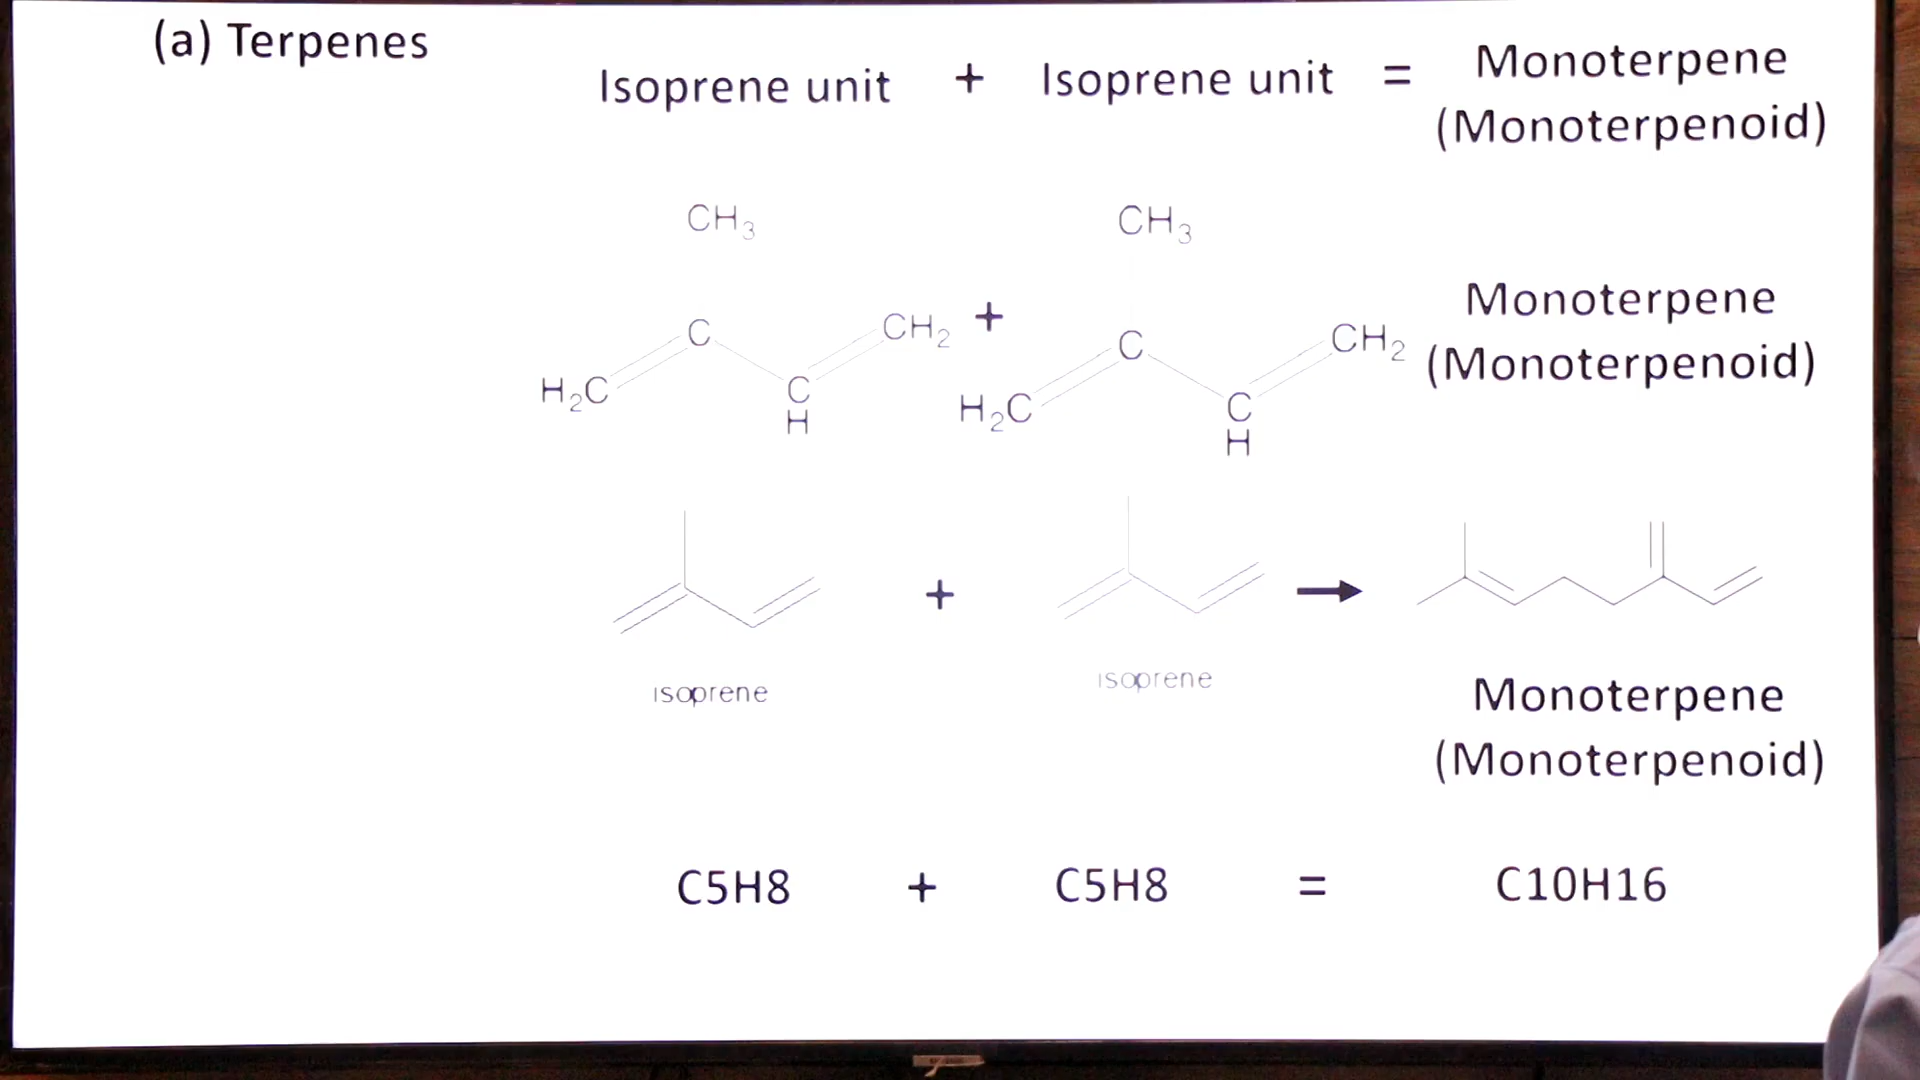 (a) Terpenes
Isoprene unit + Isoprene unit = Monoterpene
(Monoterpenoid)
CH3 CH3
C CH2 + C CH2 Monoterpene
H2C C H2C C (Monoterpenoid)
H H
+
isoprene isoprene
Monoterpene
(Monoterpenoid)
C5H8 + C5H8 = C10H16